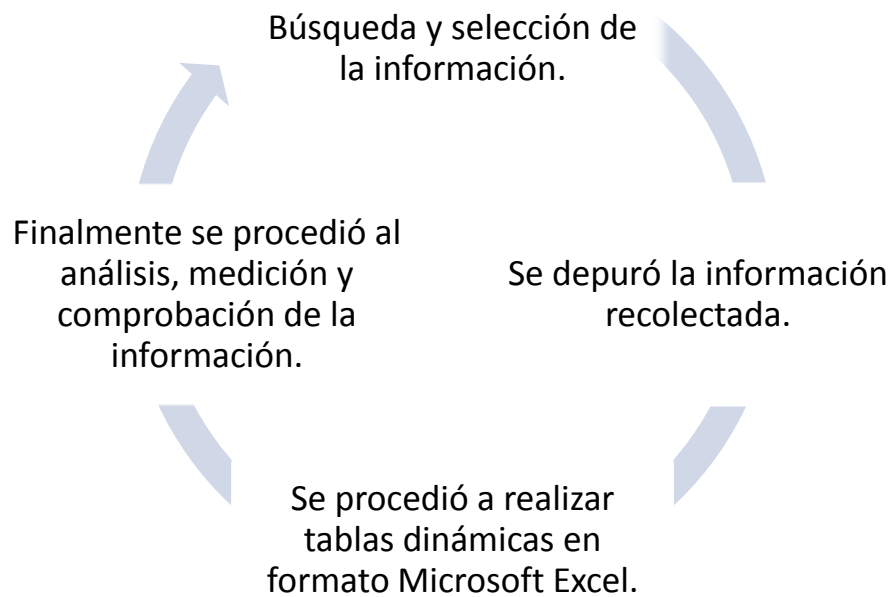 Búsqueda y selección de
la información.
Se depuró la información
recolectada.
Se procedió a realizar
tablas dinámicas en
formato Microsoft Excel.
Finalmente se procedió al
análisis, medición y
comprobación de la
información.